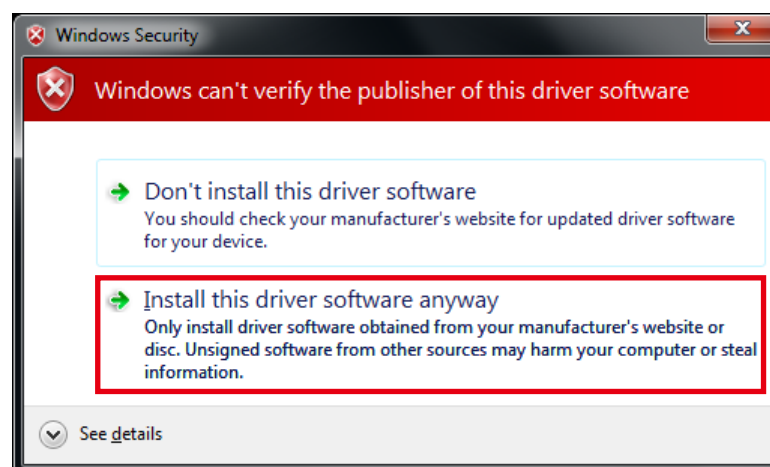 Windows Security
Windows can't verify the publisher of this driver software
Don't install this driver software
You should check your manufacturer's website for updated driver software
for your device.
Install this driver software anyway
Only install driver software obtained from your manufacturer's website or
disc. Unsigned software from other sources may harm your computer or steal
information.
See details